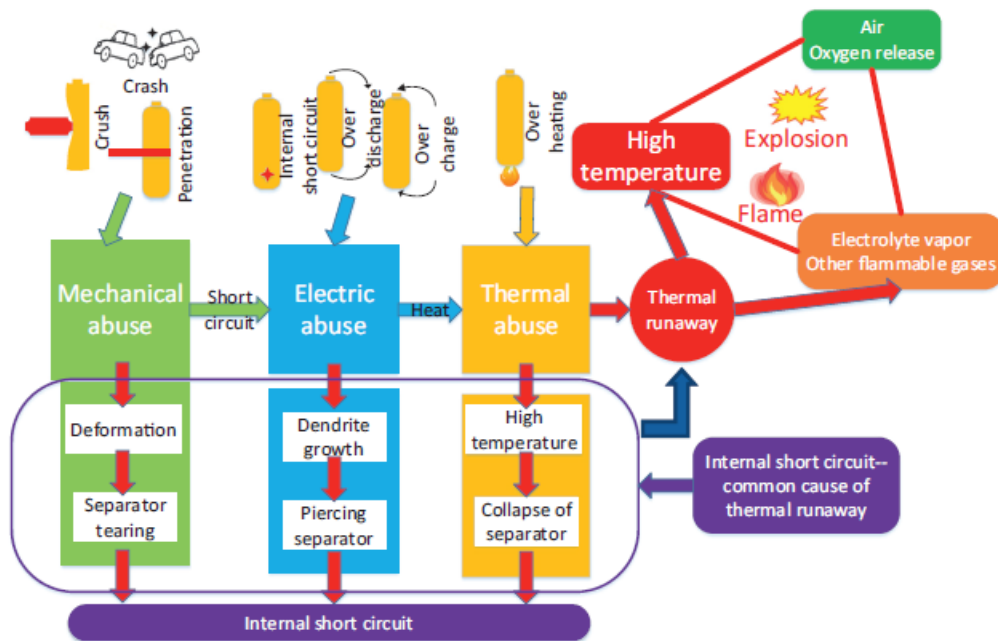 Crash
Crush
Penetration
Internal
short circuit
Over
discharge
Over
charge
Over
heating
Air
Oxygen release
High
temperature
Explosion
Flame
Electrolyte vapor
Other flammable gases
Mechanical
abuse
Short
circuit
Electric
abuse
Heat
Thermal
abuse
Thermal
runaway
Deformation
Separator
tearing
Dendrite
growth
Piercing
separator
High
temperature
Collapse of
separator
Internal short circuit--
common cause of
thermal runaway
Internal short circuit